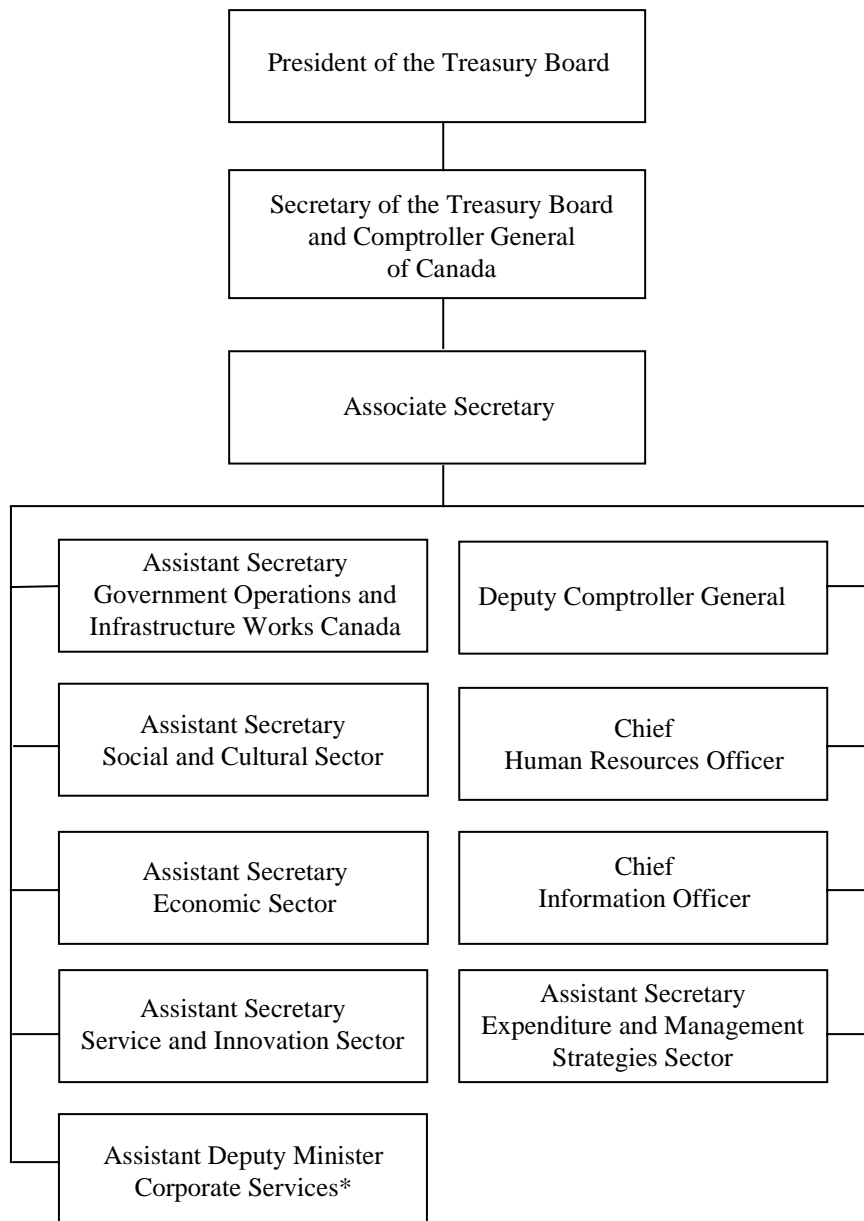 President of the Treasury Board
Secretary of the Treasury Board
and Comptroller General
of Canada
Associate Secretary
Assistant Secretary
Government Operations and
Infrastructure Works Canada
Deputy Comptroller General
Assistant Secretary
Social and Cultural Sector
Chief
Human Resources Officer
Assistant Secretary
Economic Sector
Chief
Information Officer
Assistant Secretary
Service and Innovation Sector
Assistant Secretary
Expenditure and Management
Strategies Sector
Assistant Deputy Minister
Corporate Services*